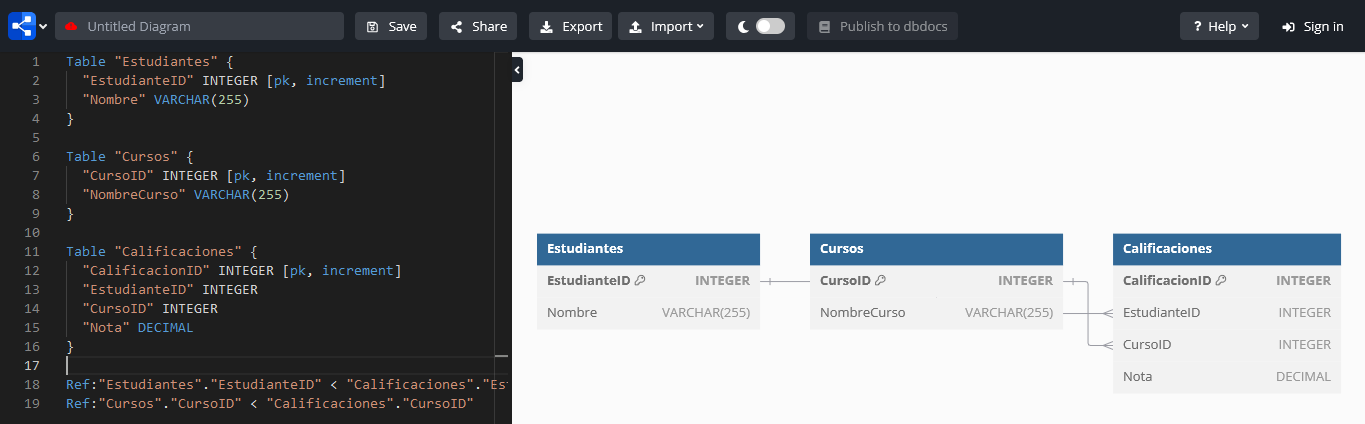 Untitled Diagram Save Share Export Import Publish to dbdocs ? Help Sign in
1 Table "Estudiantes" {
2 "EstudianteID" INTEGER [pk, increment]
3 "Nombre" VARCHAR(255)
4 }
5
6 Table "Cursos" {
7 "CursoID" INTEGER [pk, increment]
8 "NombreCurso" VARCHAR(255)
9 }
10
11 Table "Calificaciones" {
12 "CalificacionID" INTEGER [pk, increment]
13 "EstudianteID" INTEGER
14 "CursoID" INTEGER
15 "Nota" DECIMAL
16 }
17
18 Ref:"Estudiantes"."EstudianteID" < "Calificaciones"."Est
19 Ref:"Cursos"."CursoID" < "Calificaciones"."CursoID"
Estudiantes
EstudianteID INTEGER
Nombre VARCHAR(255)
Cursos
CursoID INTEGER
NombreCurso VARCHAR(255)
Calificaciones
CalificacionID INTEGER
EstudianteID INTEGER
CursoID INTEGER
Nota DECIMAL